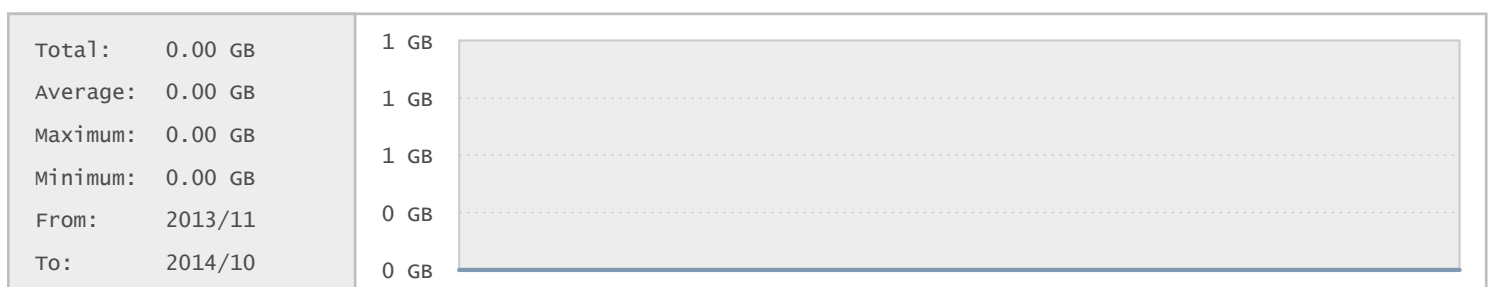 Total: 0.00 GB
Average: 0.00 GB
Maximum: 0.00 GB
Minimum: 0.00 GB
From: 2013/11
To: 2014/10
1 GB
1 GB
1 GB
0 GB
0 GB